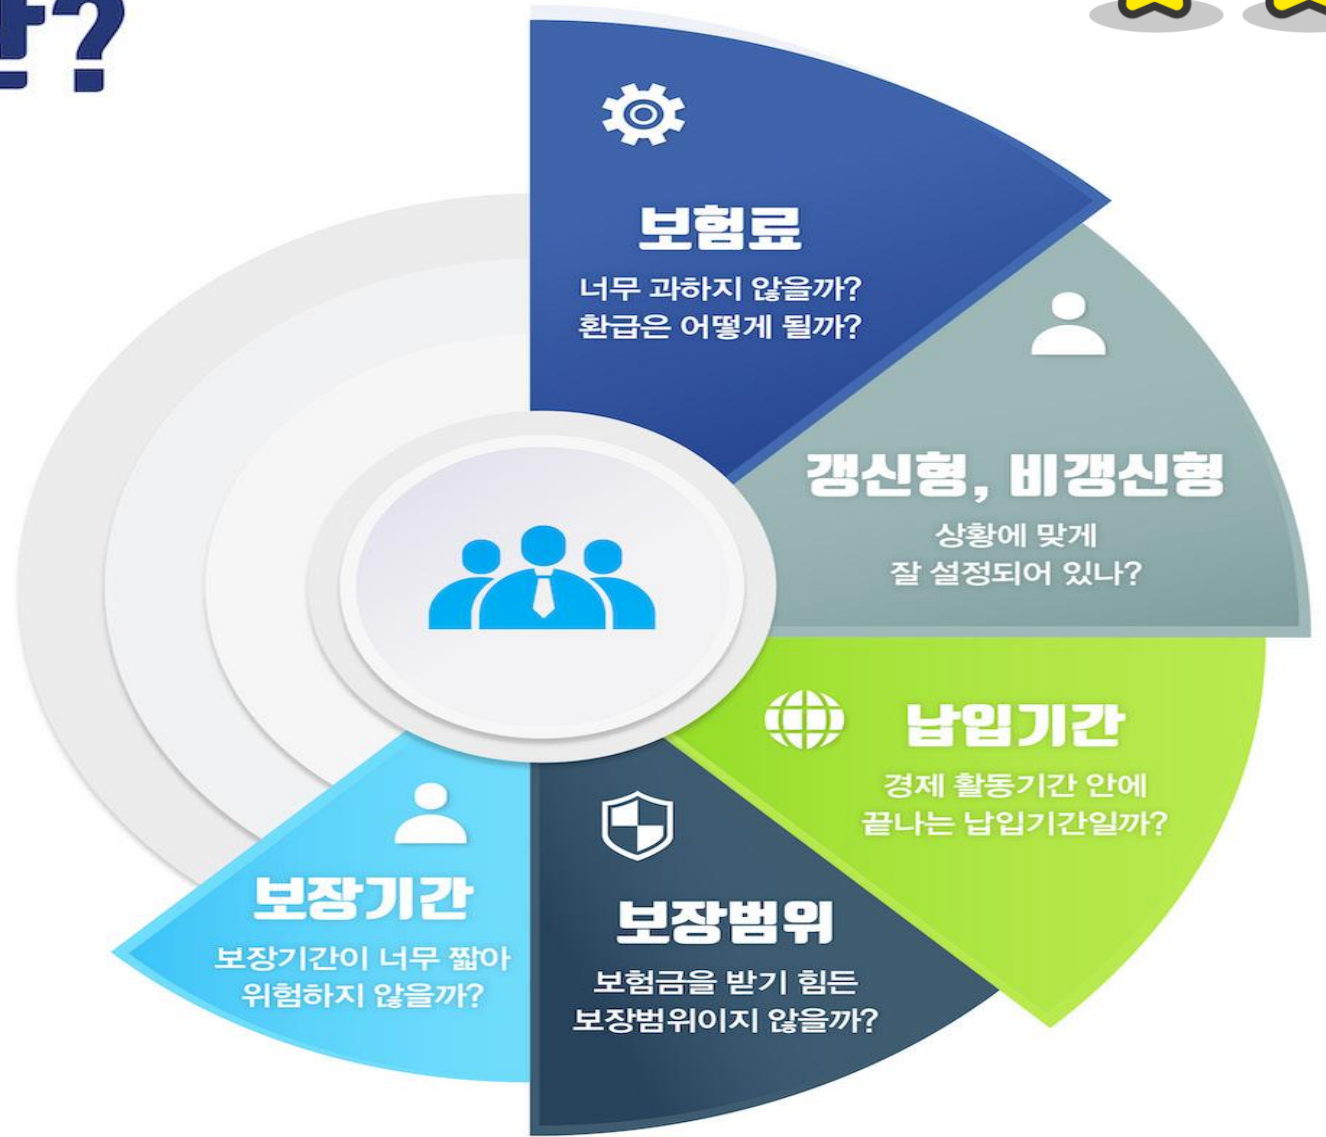 보험료
너무 과하지 않을까?
환급은 어떻게 될까?
갱신형, 비갱신형
상황에 맞게
잘 설정되어 있나?
납입기간
경제 활동기간 안에
끝나는 납입기간일까?
보장범위
보험금을 받기 힘든
보장범위이지 않을까?
보장기간
보장기간이 너무 짧아
위험하지 않을까?